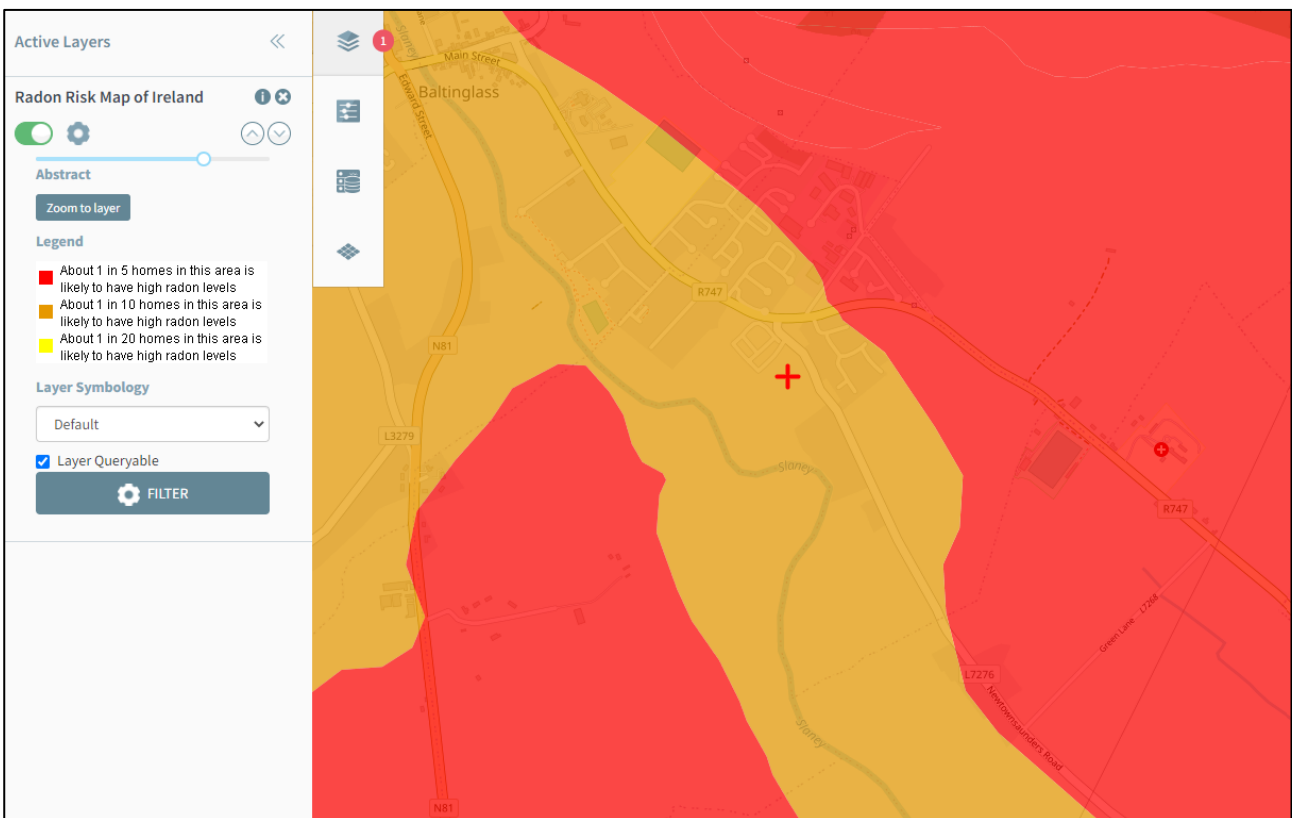 Active Layers
1
Radon Risk Map of Ireland
Abstract
Zoom to layer
Legend
About 1 in 5 homes in this area is
likely to have high radon levels
About 1 in 10 homes in this area is
likely to have high radon levels
About 1 in 20 homes in this area is
likely to have high radon levels
Layer Symbology
Default
Layer Queryable
FILTER
Slaney
Main Street
Baltinglass
Edward Street
R747
N81
L3279
Slaney
R747
Green Lane - L7268
L7276
Newtownsaunders Road
Slaney
N81